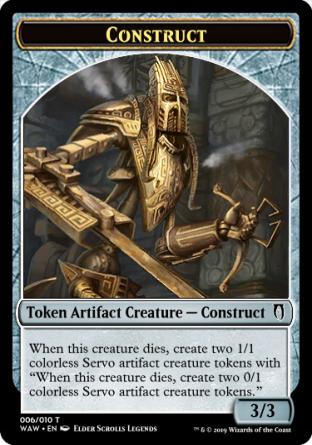 Construct
Token Artifact Creature — Construct
When this creature dies, create two 1/1
colorless Servo artifact creature tokens with
“When this creature dies, create two 0/1
colorless artifact creature tokens.”
3/3
006/010 T
WAW • EN Elder Scrolls Legends
™ & © 2019 Wizards of the Coast